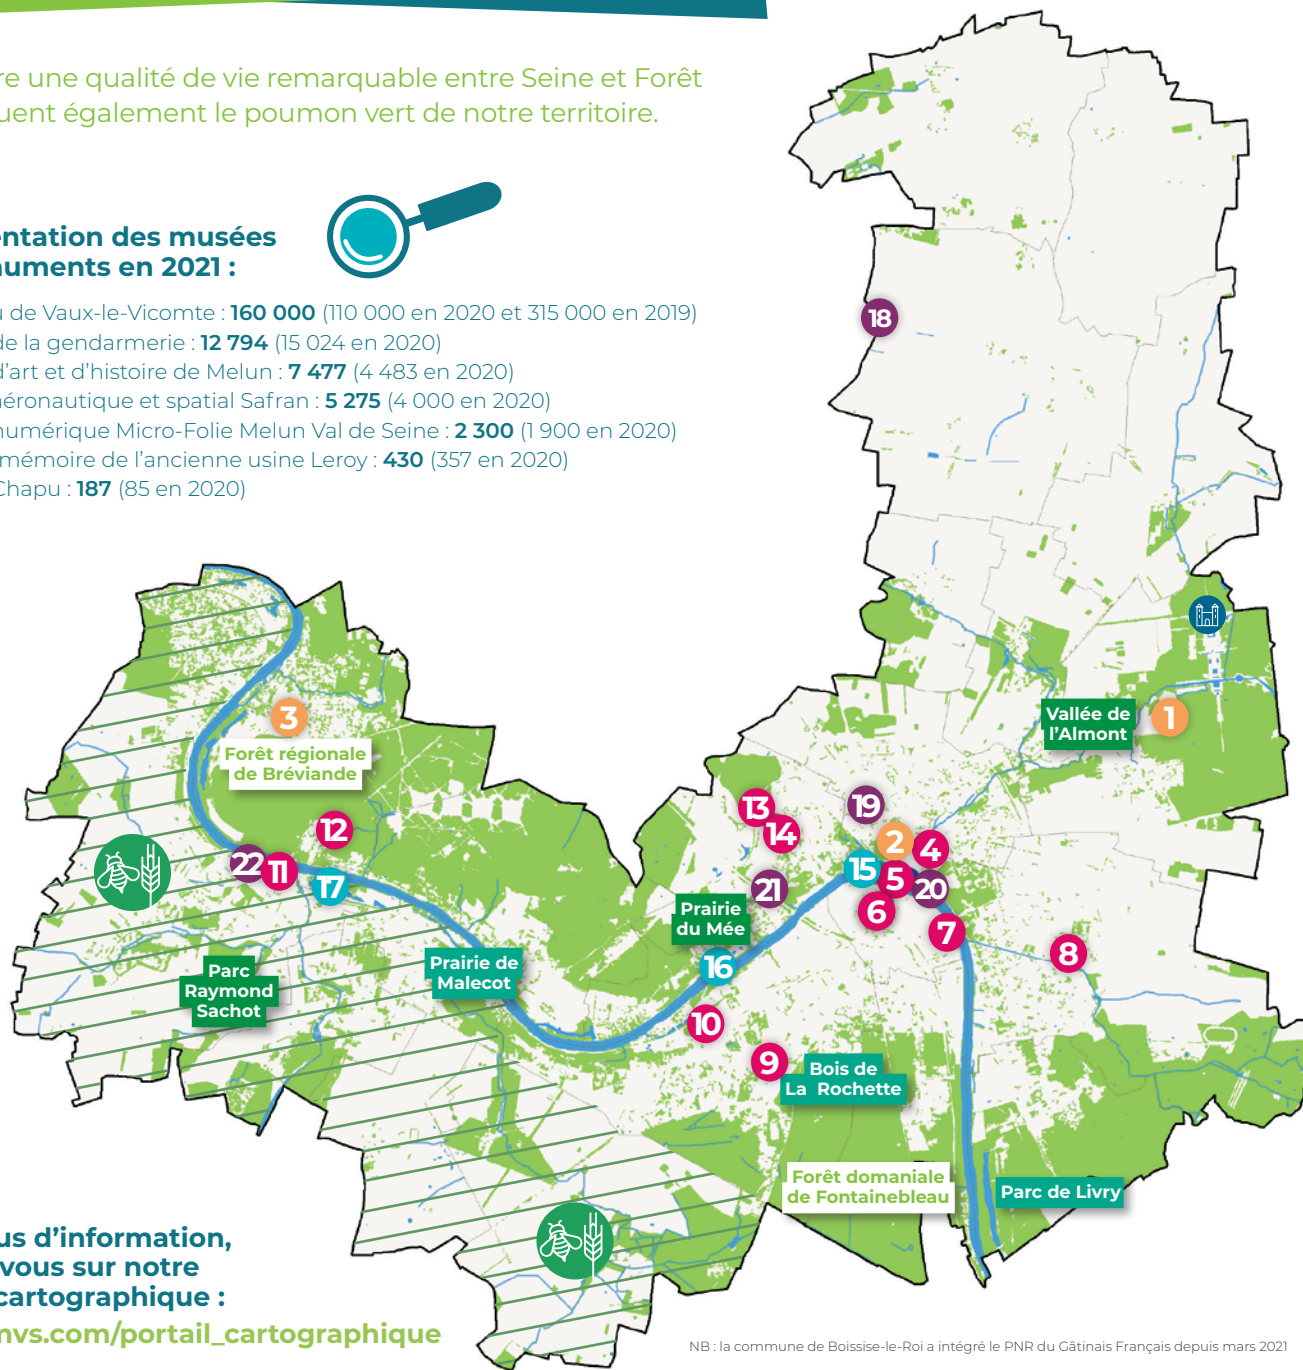 re une qualité de vie remarquable entre Seine et Forêt
uent également le poumon vert de notre territoire.
entation des musées
numents en 2021 :
u de Vaux-le-Vicomte : 160 000 (110 000 en 2020 et 315 000 en 2019)
de la gendarmerie : 12 794 (15 024 en 2020)
d'art et d'histoire de Melun : 7 477 (4 483 en 2020)
aéronautique et spatial Safran : 5 275 (4 000 en 2020)
numérique Micro-Folie Melun Val de Seine : 2 300 (1 900 en 2020)
mémoire de l'ancienne usine Leroy : 430 (357 en 2020)
Chapu : 187 (85 en 2020)
18
Vallée de
l'Almont
1
3
Forêt régionale
de Bréviande
12
22
11
17
13
14
19
2
4
15
5
20
21
6
7
8
Prairie
du Mée
16
Prairie de
Malecot
Parc
Raymond
Sachot
10
9
Bois de
La Rochette
Forêt domaniale
de Fontainebleau
Parc de Livry
us d'information,
vous sur notre
cartographique :
mvs.com/portail_cartographique
NB : la commune de Boissise-le-Roi a intégré le PNR du Gâtinais Français depuis mars 2021